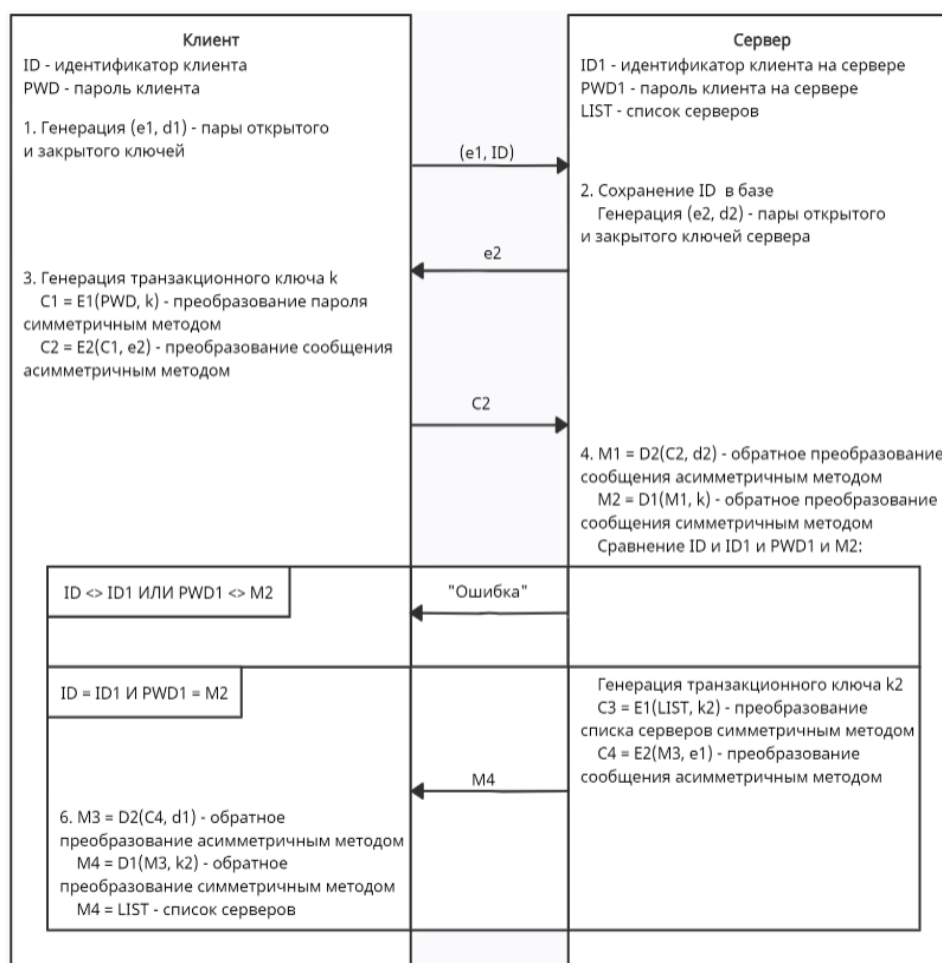 Клиент
ID - идентификатор клиента
PWD - пароль клиента
1. Генерация (e1, d1) - пары открытого
и закрытого ключей
(e1, ID)
Сервер
ID1 - идентификатор клиента на сервере
PWD1 - пароль клиента на сервере
LIST - список серверов
2. Сохранение ID в базе
Генерация (e2, d2) - пары открытого
и закрытого ключей сервера
e2
3. Генерация транзакционного ключа k
C1 = E1(PWD, k) - преобразование пароля
симметричным методом
C2 = E2(C1, e2) - преобразование сообщения
асимметричным методом
C2
4. M1 = D2(C2, d2) - обратное преобразование
сообщения асимметричным методом
M2 = D1(M1, k) - обратное преобразование
сообщения симметричным методом
Сравнение ID и ID1 и PWD1 и M2:
ID <> ID1 ИЛИ PWD1 <> M2
"Ошибка"
ID = ID1 И PWD1 = M2
Генерация транзакционного ключа k2
C3 = E1(LIST, k2) - преобразование
списка серверов симметричным методом
C4 = E2(M3, e1) - преобразование
сообщения асимметричным методом
M4
6. M3 = D2(C4, d1) - обратное
преобразование асимметричным методом
M4 = D1(M3, k2) - обратное
преобразование симметричным методом
M4 = LIST - список серверов